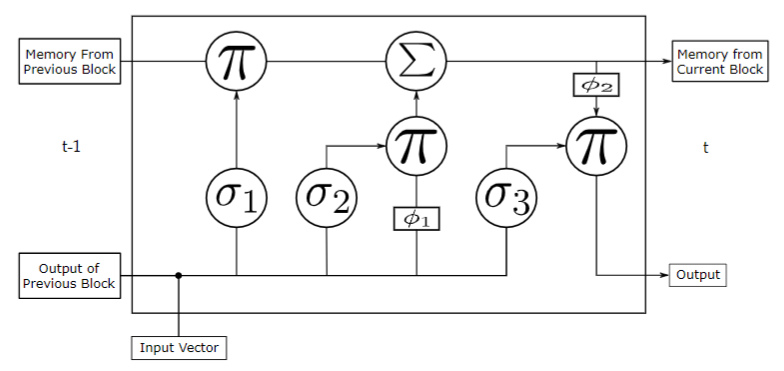 Memory From
Previous Block
π
Σ
Memory from
Current Block
ϕ2
t-1
π
π
t
σ1
σ2
σ3
ϕ1
Output of
Previous Block
Output
Input Vector